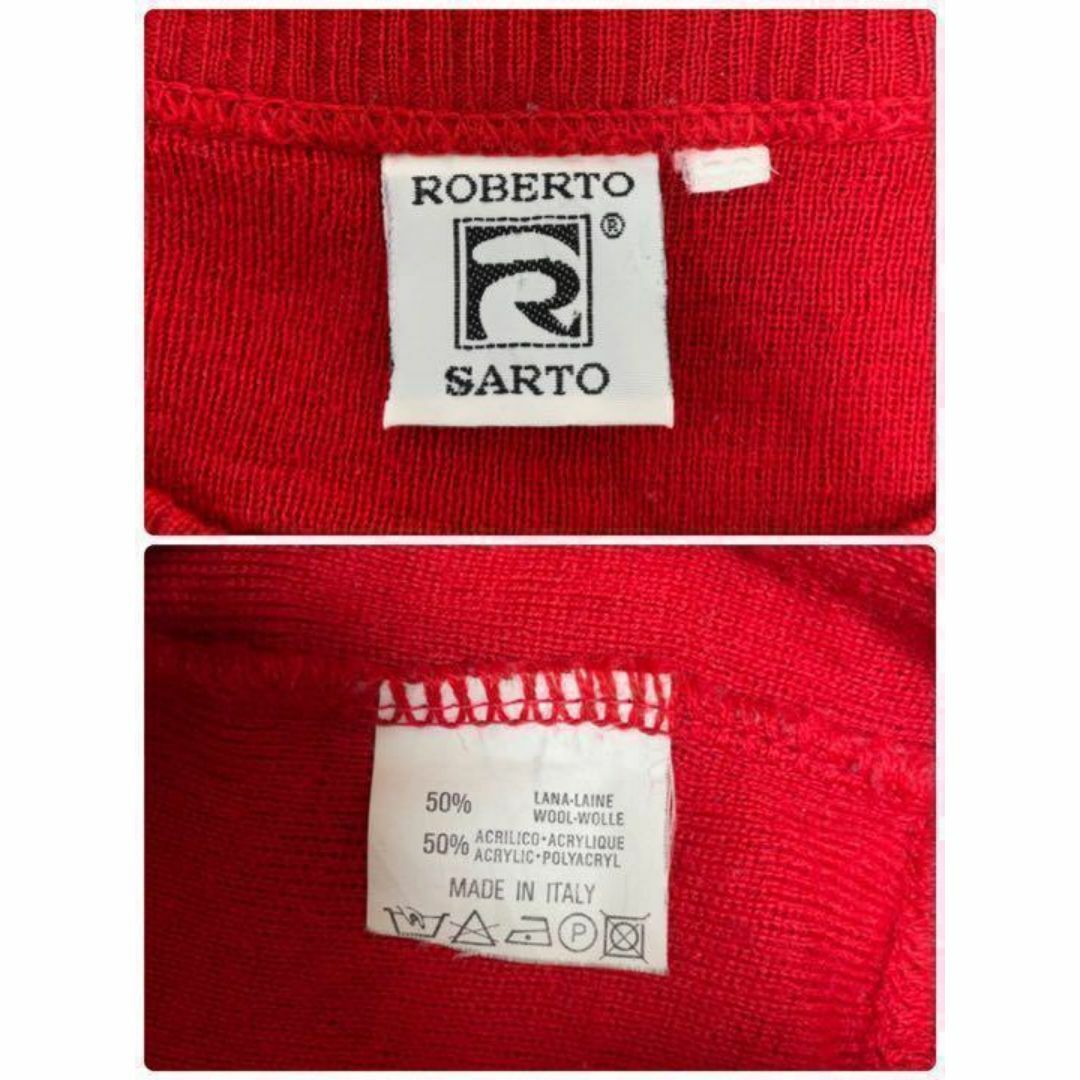 ROBERTO
R ®
SARTO
50% LANA-LAINE
WOOL-WOLLE
50% ACRILICO·ACRYLIQUE
ACRYLIC·POLYACRYL
MADE IN ITALY
P